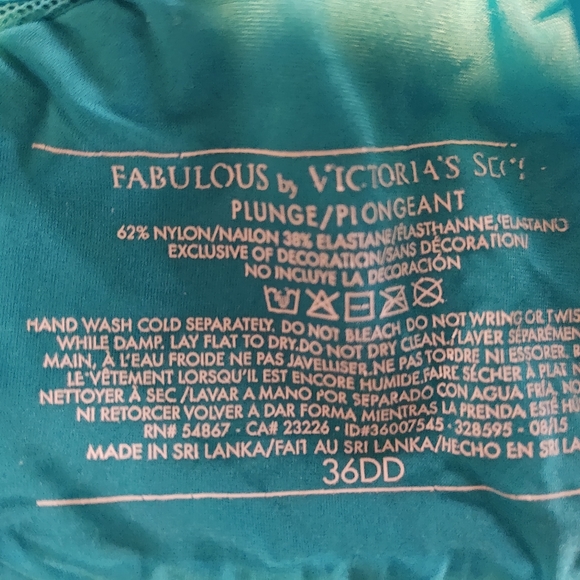 FABULOUS by VICTORIA'S
PLUNGE/PLONGEANT
62% NYLON/NAILON 38% ELASTANE/ÉLASTHANNE/ELASTANO
EXCLUSIVE OF DECORATION/SANS DÉCORATION/
NO INCLUYE LA DECORACIÓN
HAND WASH COLD SEPARATELY. DO NOT BLEACH DO NOT WRING OR TWIS
WHILE DAMP. LAY FLAT TO DRY.DO NOT DRY CLEAN./LAVER SÉPARÉMEN
MAIN, À L'EAU FROIDE NE PAS JAVELLISER.NE PAS TORDRE NI ESSORER.
LE VÊTEMENT LORSQU'IL EST ENCORE HUMIDE.FAIRE SÉCHER À PLAT
NETTOYER À SEC /LAVAR A MANO POR SEPARADO CON AGUA FRÍA.
NI RETORCER VOLVER A DAR FORMA MIENTRAS LA PRENDA ESTÉ
RN# 54867 · CA# 23226 · ID#36007545 · 328595 · 08/15
MADE IN SRI LANKA/FAIT AU SRI LANKA/HECHO EN SRI LA
36DD